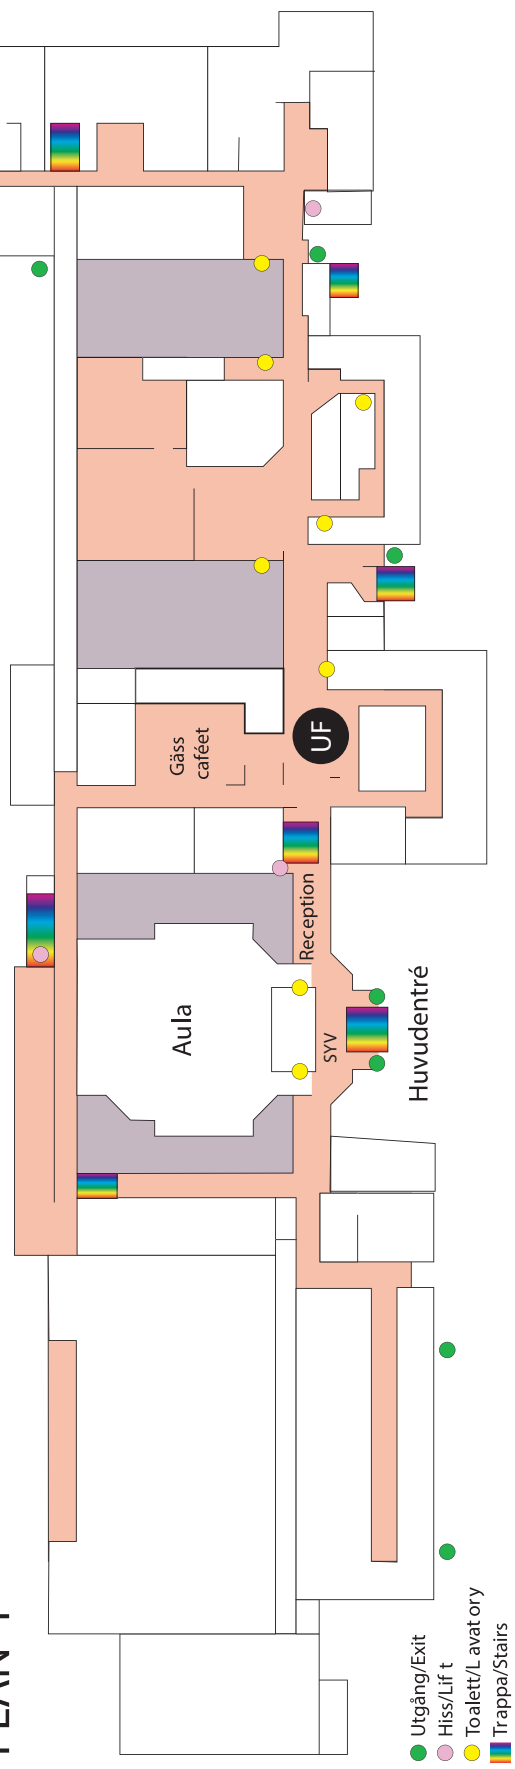 Gäss
caféet
UF
Reception
Aula
SYV
Huvudentré
Utgång/Exit
Hiss/Lif t
Toalett/L avat ory
Trappa/Stairs